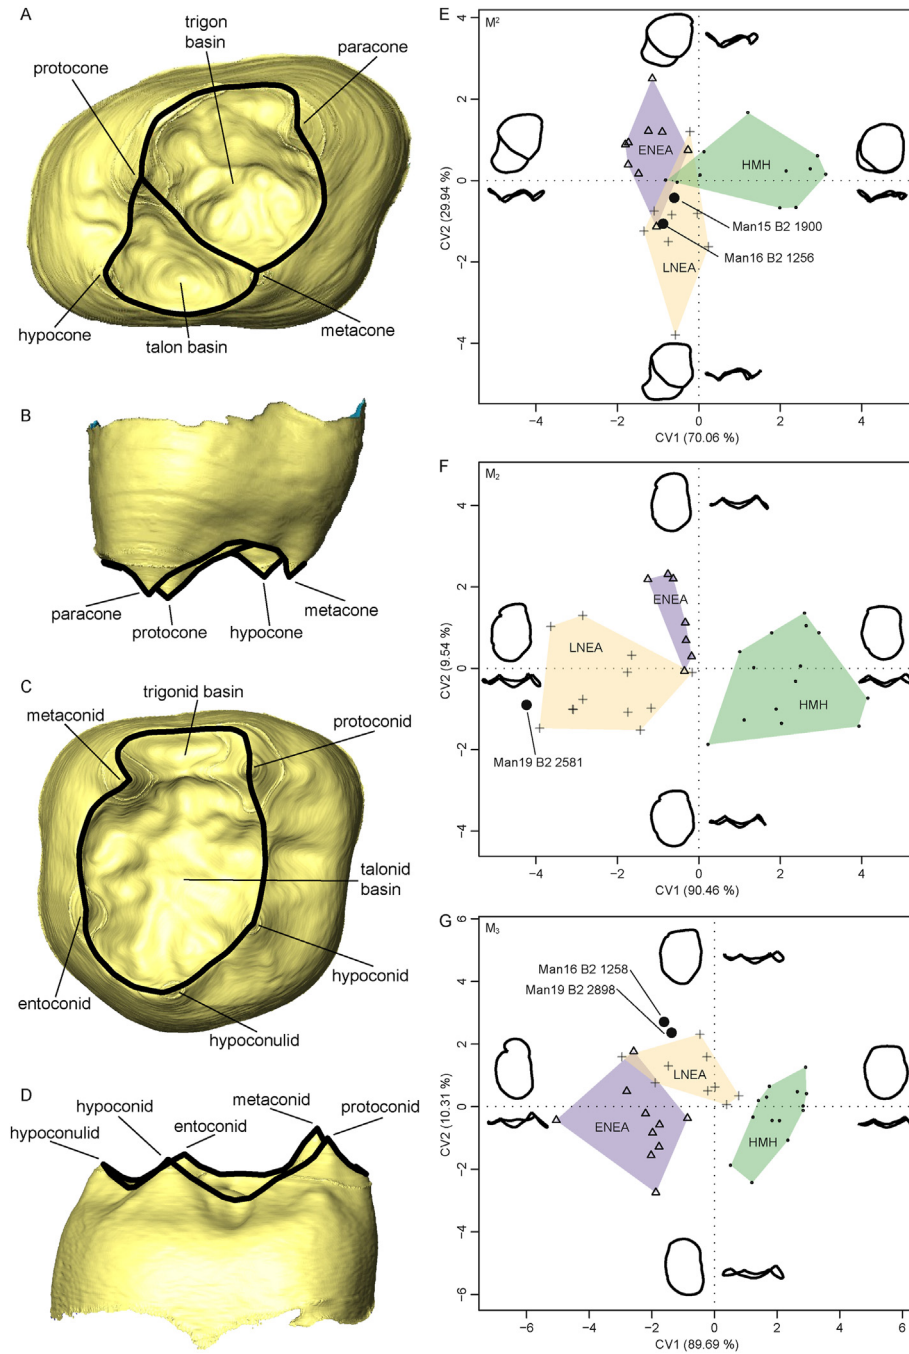 A
trigon
basin
paracone
protocone
hypocone
talon basin
metacone
B
paracone
protocone
hypocone
metacone
C
trigonid basin
metaconid
protoconid
talonid
basin
entoconid
hypoconid
hypoconulid
D
metaconid
hypoconid
protoconid
entoconid
hypoconulid
E
M²
4
2
0
−2
−4
CV2 (29.94 %)
ENEA
HMH
LNEA
Man15 B2 1900
Man16 B2 1256
−4 −2 0 2 4
CV1 (70.06 %)
F
M₂
4
2
0
−2
−4
CV2 (9.54 %)
ENEA
LNEA
HMH
Man19 B2 2581
−4 −2 0 2 4
CV1 (90.46 %)
G
M₃
6
4
2
0
−2
−4
−6
CV2 (10.31 %)
Man16 B2 1258
Man19 B2 2898
LNEA
ENEA
HMH
−6 −4 −2 0 2 4 6
CV1 (89.69 %)